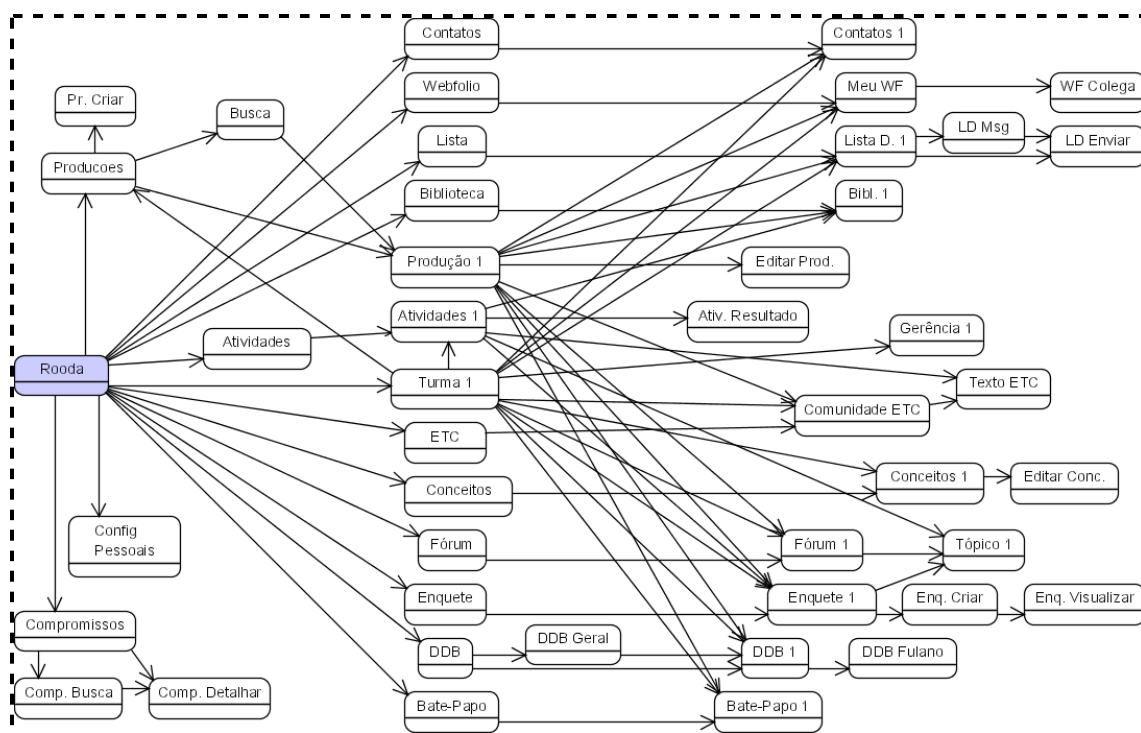 Contatos
Contatos 1
Pr. Criar
Busca
Webfolio
Meu WF
WF Colega
Producoes
Lista
Lista D. 1
LD Msg
LD Enviar
Biblioteca
Bibl. 1
Produção 1
Editar Prod.
Atividades
Atividades 1
Ativ. Resultado
Gerência 1
Rooda
Turma 1
Texto ETC
ETC
Comunidade ETC
Conceitos
Conceitos 1
Editar Conc.
Config
Pessoais
Fórum
Fórum 1
Tópico 1
Enquete
Enquete 1
Enq. Criar
Enq. Visualizar
Compromissos
DDB
DDB Geral
DDB 1
DDB Fulano
Comp. Busca
Comp. Detalhar
Bate-Papo
Bate-Papo 1